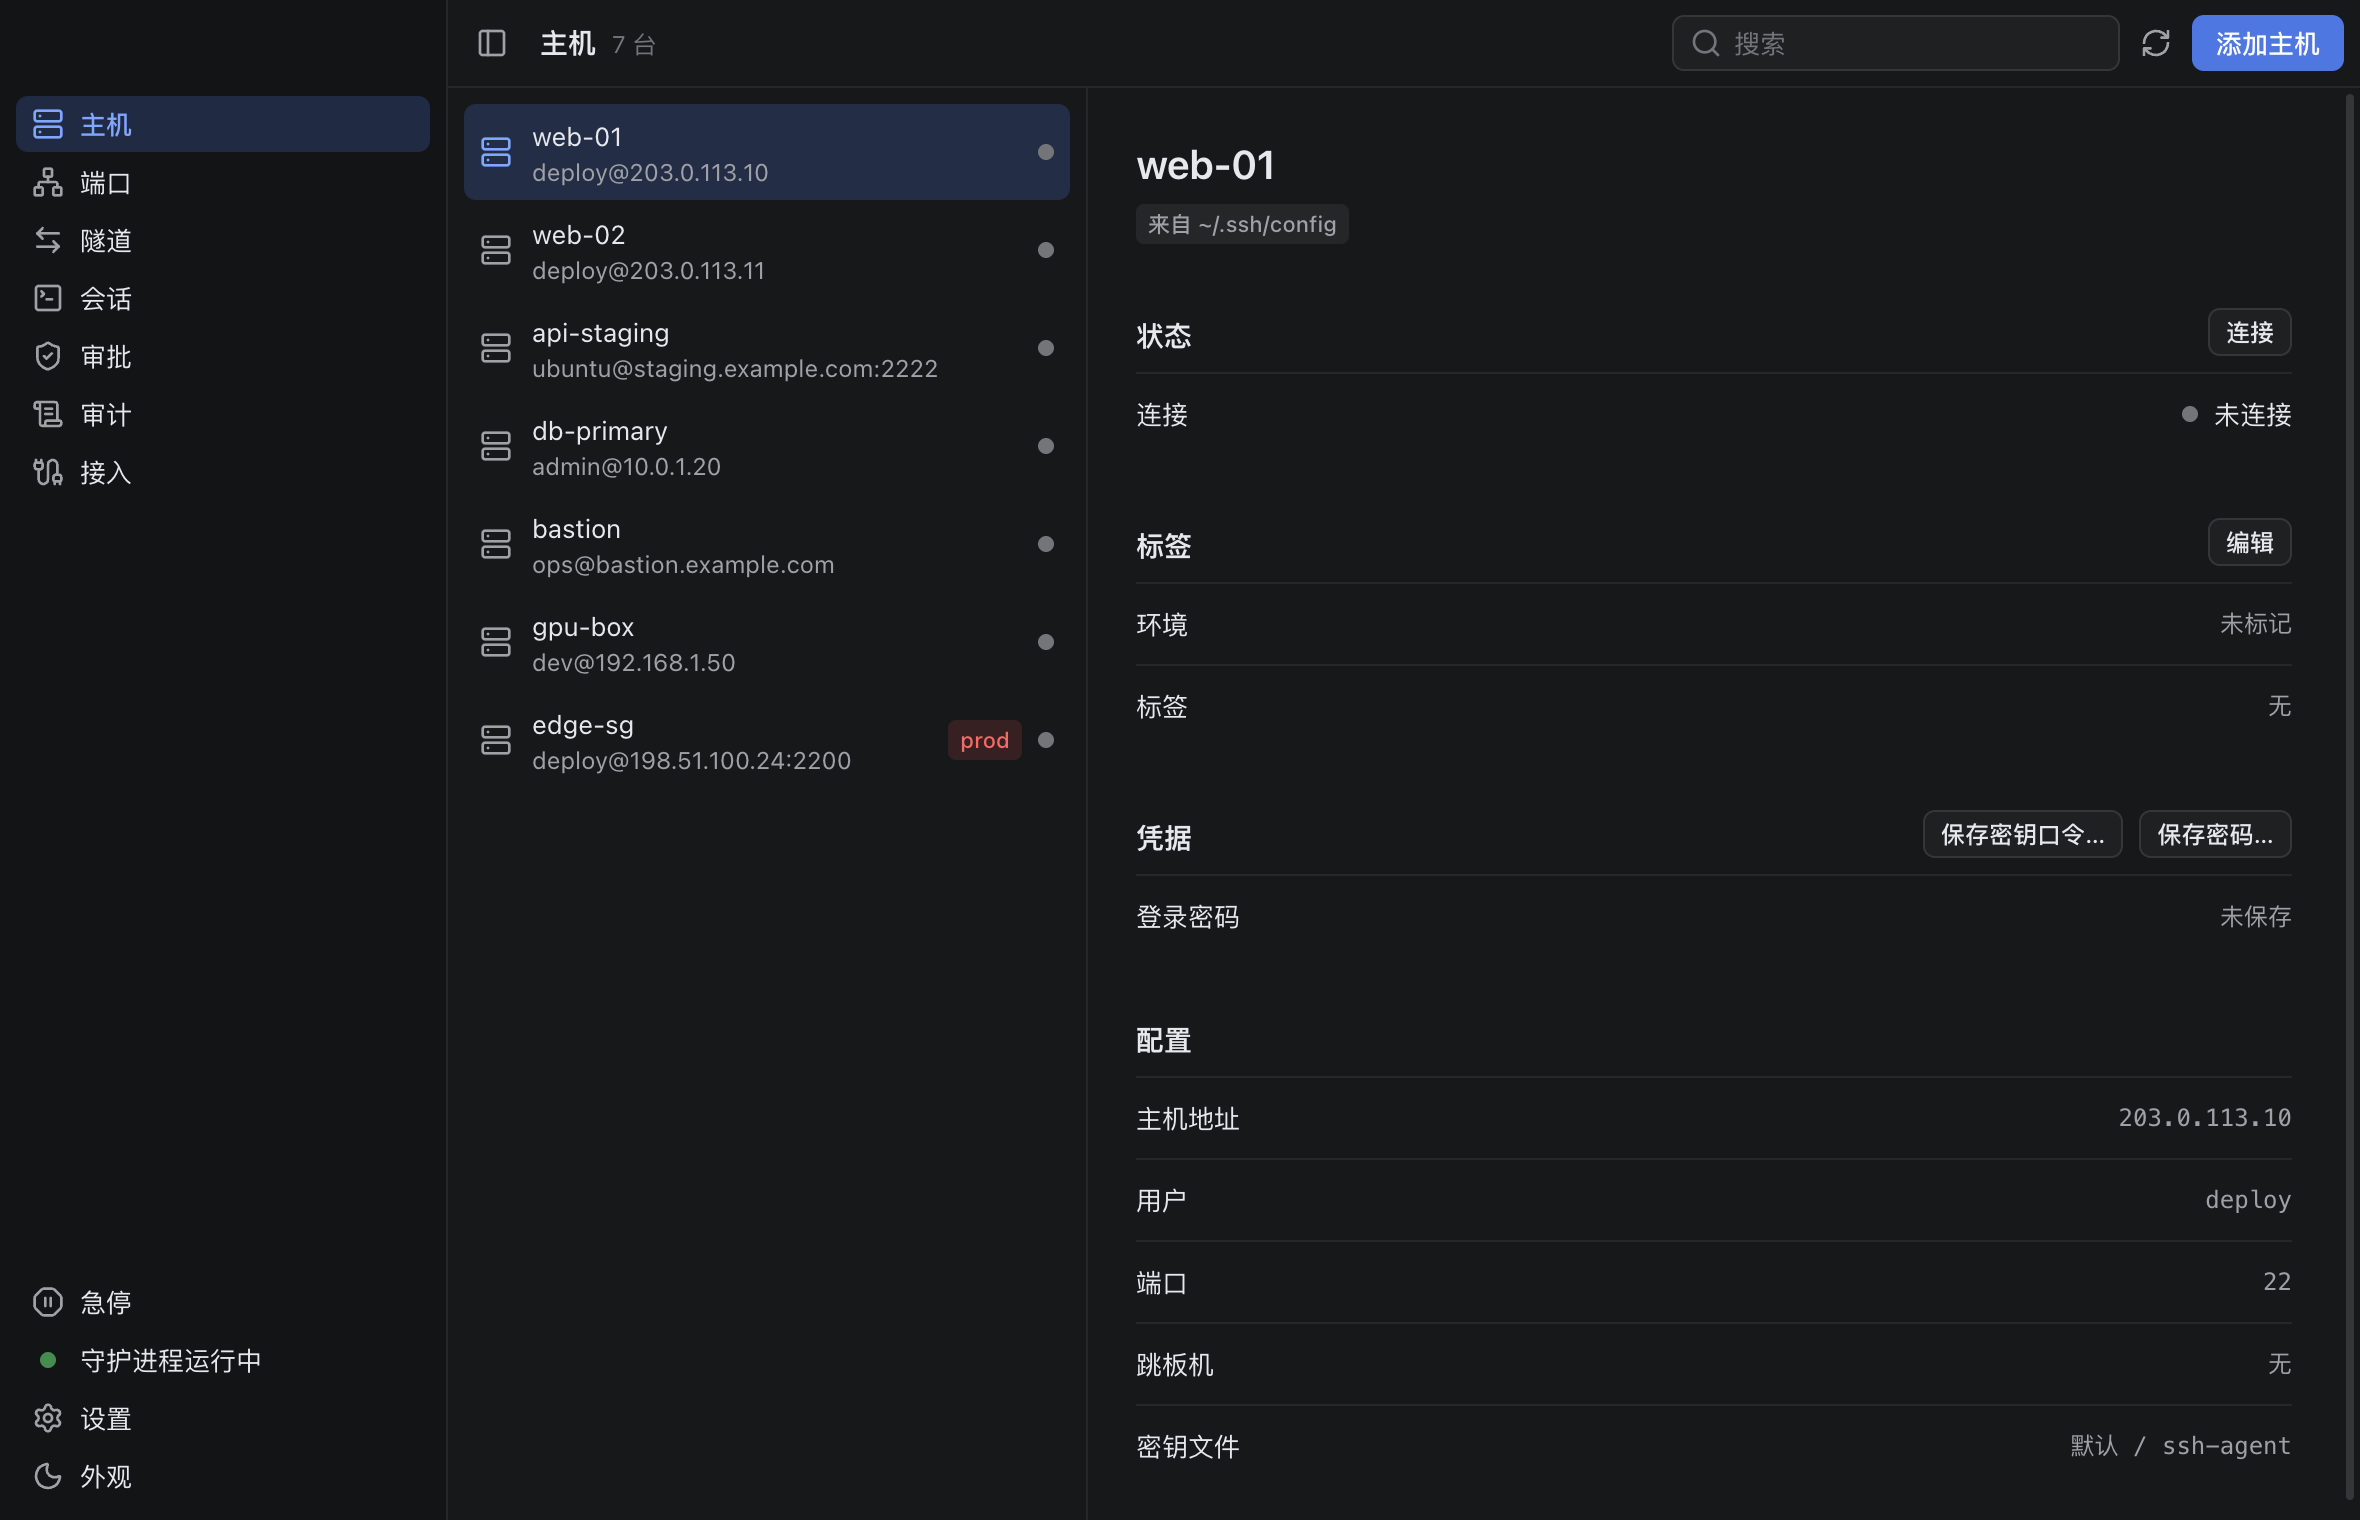 主机
端口
隧道
会话
审批
审计
接入
急停
守护进程运行中
设置
外观
主机 7 台
搜索
添加主机
web-01
deploy@203.0.113.10
web-02
deploy@203.0.113.11
api-staging
ubuntu@staging.example.com:2222
db-primary
admin@10.0.1.20
bastion
ops@bastion.example.com
gpu-box
dev@192.168.1.50
edge-sg
deploy@198.51.100.24:2200
prod
web-01
来自 ~/.ssh/config
状态 连接
连接 未连接
标签 编辑
环境 未标记
标签 无
凭据 保存密钥口令... 保存密码...
登录密码 未保存
配置
主机地址 203.0.113.10
用户 deploy
端口 22
跳板机 无
密钥文件 默认 / ssh-agent